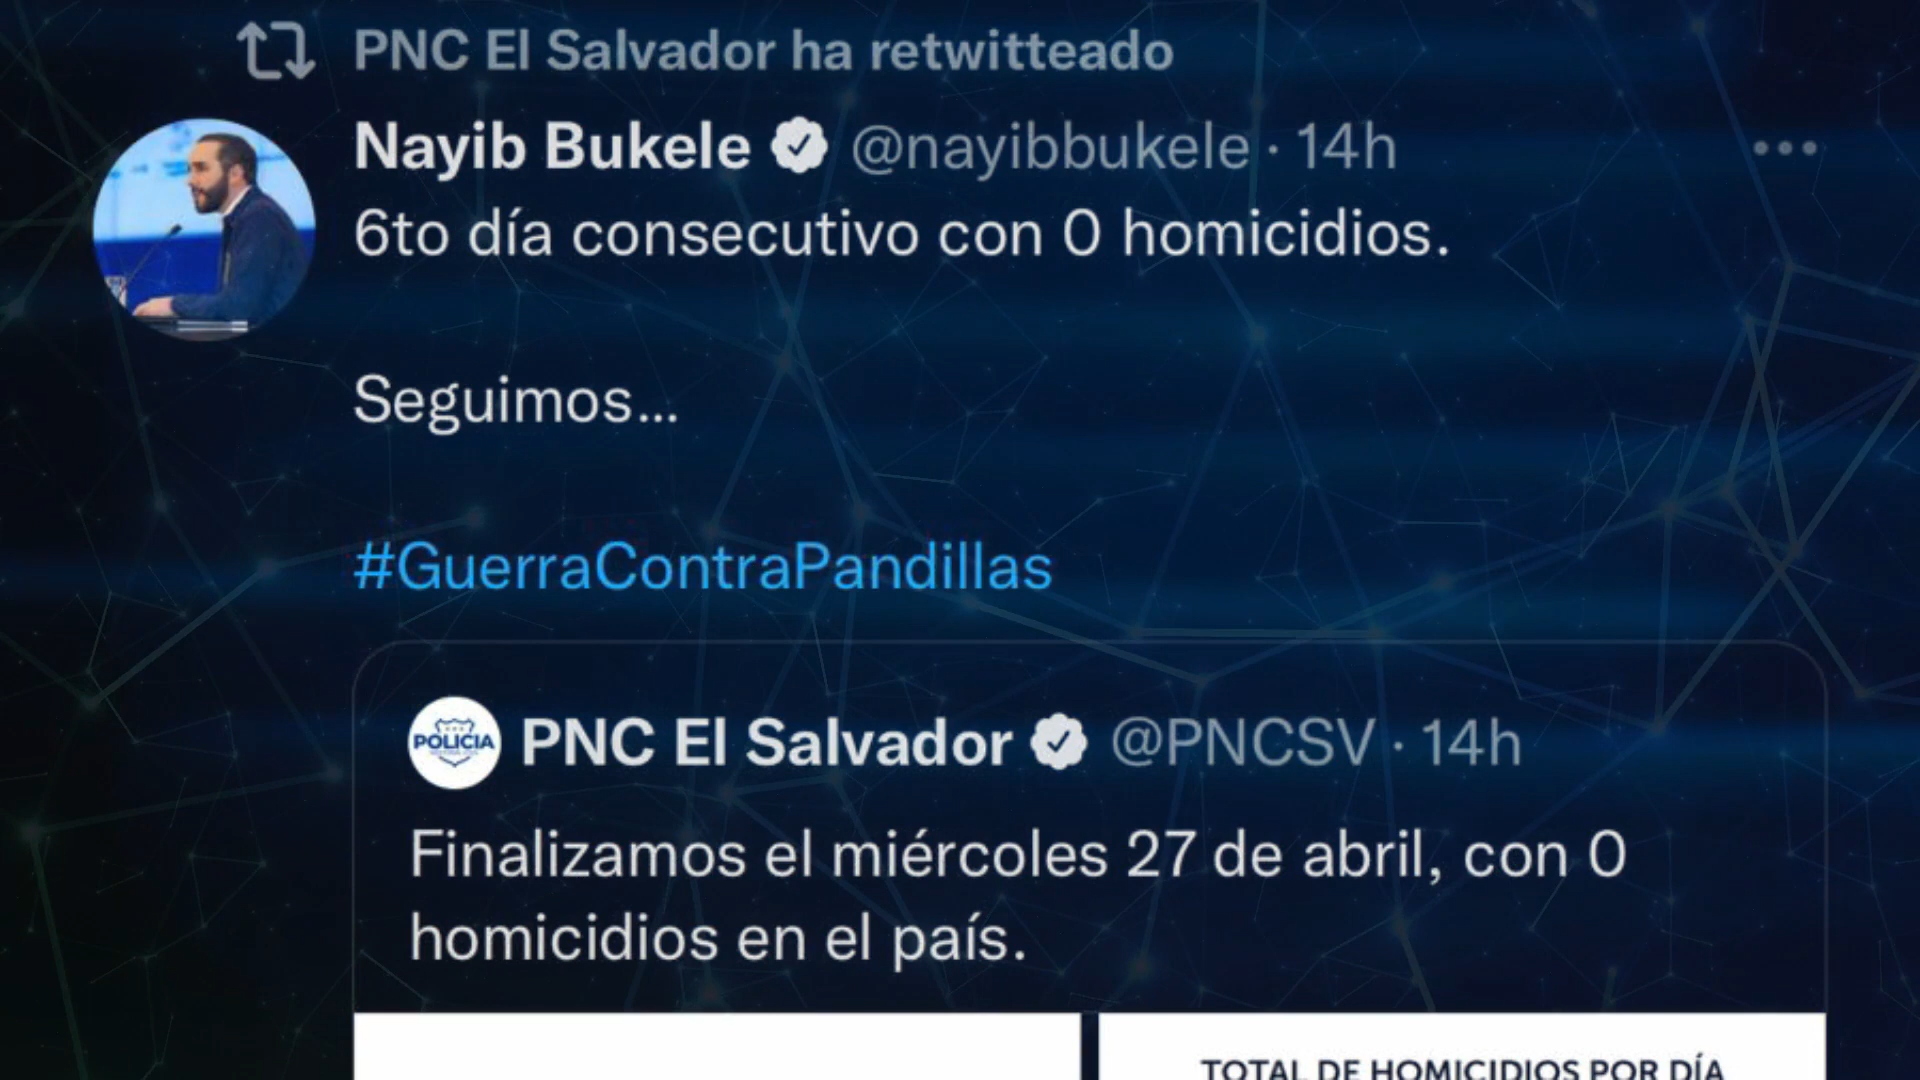 PNC El Salvador ha retwitteado
Nayib Bukele @nayibbukele · 14h
6to día consecutivo con 0 homicidios.
Seguimos...
#GuerraContraPandillas
POLICIA
PNC El Salvador @PNCSV · 14h
Finalizamos el miércoles 27 de abril, con 0
homicidios en el país.
TOTAL DE HOMICIDIOS POR DÍA